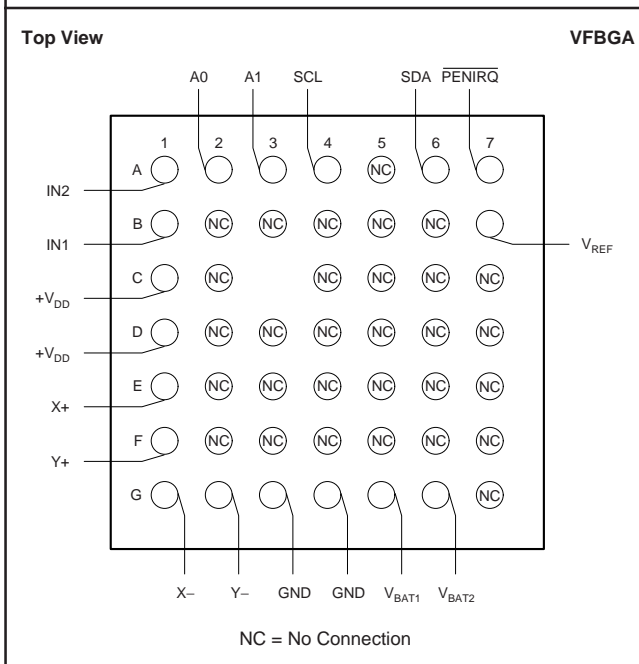 Top View VFBGA
A0 A1 SCL SDA PENIRQ
1 2 3 4 5 6 7
A NC
IN2
B NC NC NC NC NC
IN1
V_REF
C NC NC NC NC NC
+V_DD
D NC NC NC NC NC NC
+V_DD
E NC NC NC NC NC NC
X+
F NC NC NC NC NC NC
Y+
G NC
X– Y– GND GND V_BAT1 V_BAT2
NC = No Connection